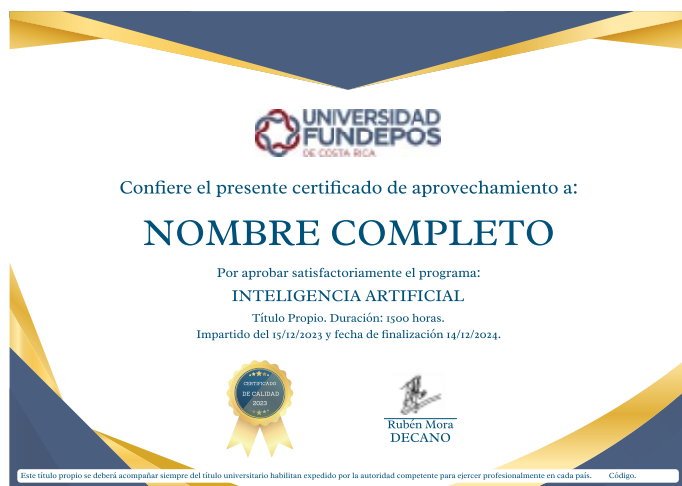 UNIVERSIDAD
FUNDEPOS
DE COSTA RICA
Confiere el presente certificado de aprovechamiento a:
NOMBRE COMPLETO
Por aprobar satisfactoriamente el programa:
INTELIGENCIA ARTIFICIAL
Título Propio. Duración: 1500 horas.
Impartido del 15/12/2023 y fecha de finalización 14/12/2024.
CERTIFICADO
DE CALIDAD
2023
Rubén Mora
DECANO
Este título propio se deberá acompañar siempre del título universitario habilitan expedido por la autoridad competente para ejercer profesionalmente en cada país. Código.